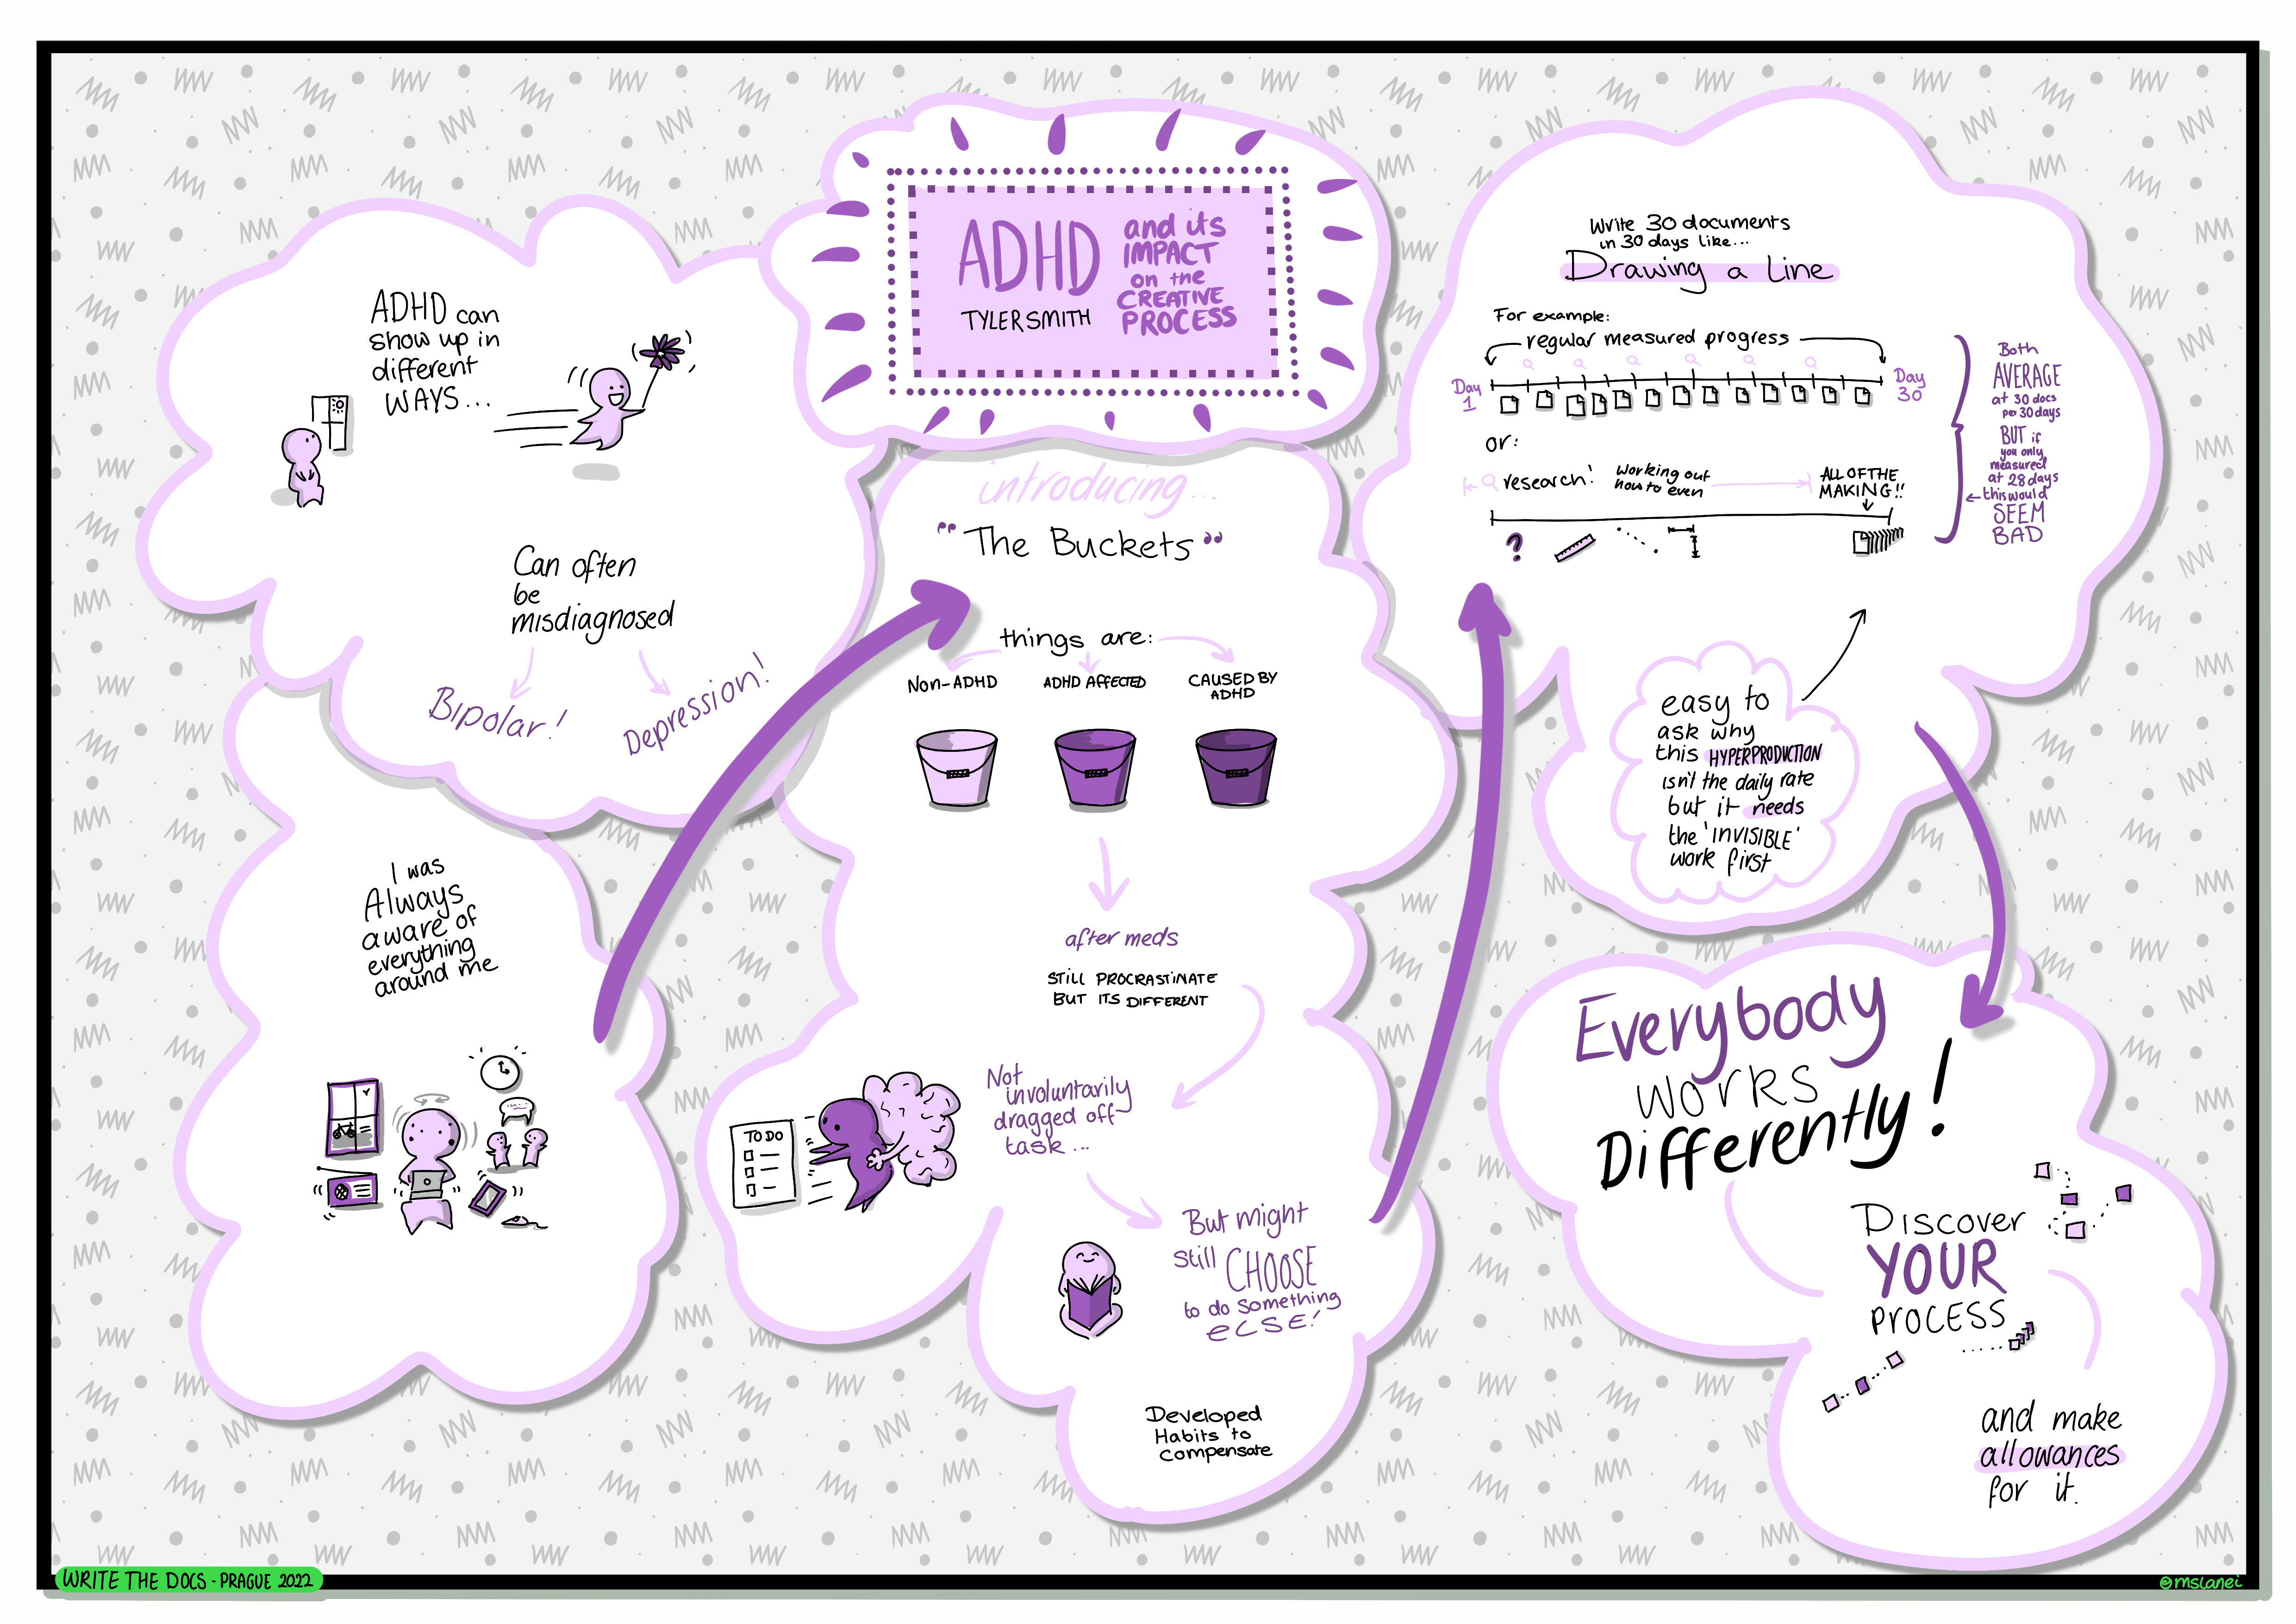 ADHD
TYLER SMITH
and its
IMPACT
on the
CREATIVE
PROCESS
ADHD can
show up in
different
WAYS...
Can often
be
misdiagnosed
Bipolar!
Depression!
I was
Always
aware of
everything
around me
introducing...
"The Buckets"
things are:
Non-ADHD
ADHD AFFECTED
CAUSED BY
ADHD
after meds
STILL PROCRASTINATE
BUT ITS DIFFERENT
Not
involuntarily
dragged off-
task...
TO DO
But might
still CHOOSE
to do something
ELSE!
Developed
Habits to
compensate
Write 30 documents
in 30 days like...
Drawing a Line
For example:
regular measured progress
Day
1
Day
30
or:
research!
working out
how to even
ALL OF THE
MAKING!!
?
Both
AVERAGE
at 30 docs
per 30 days
BUT if
you only
measured
at 28 days
this would
SEEM
BAD
easy to
ask why
this HYPERPRODUCTION
isn't the daily rate
but it needs
the 'INVISIBLE'
work first
Everybody
WORKS
Differently!
Discover
YOUR
PROCESS
and make
allowances
for it.
WRITE THE DOCS - PRAGUE 2022
@mslanei